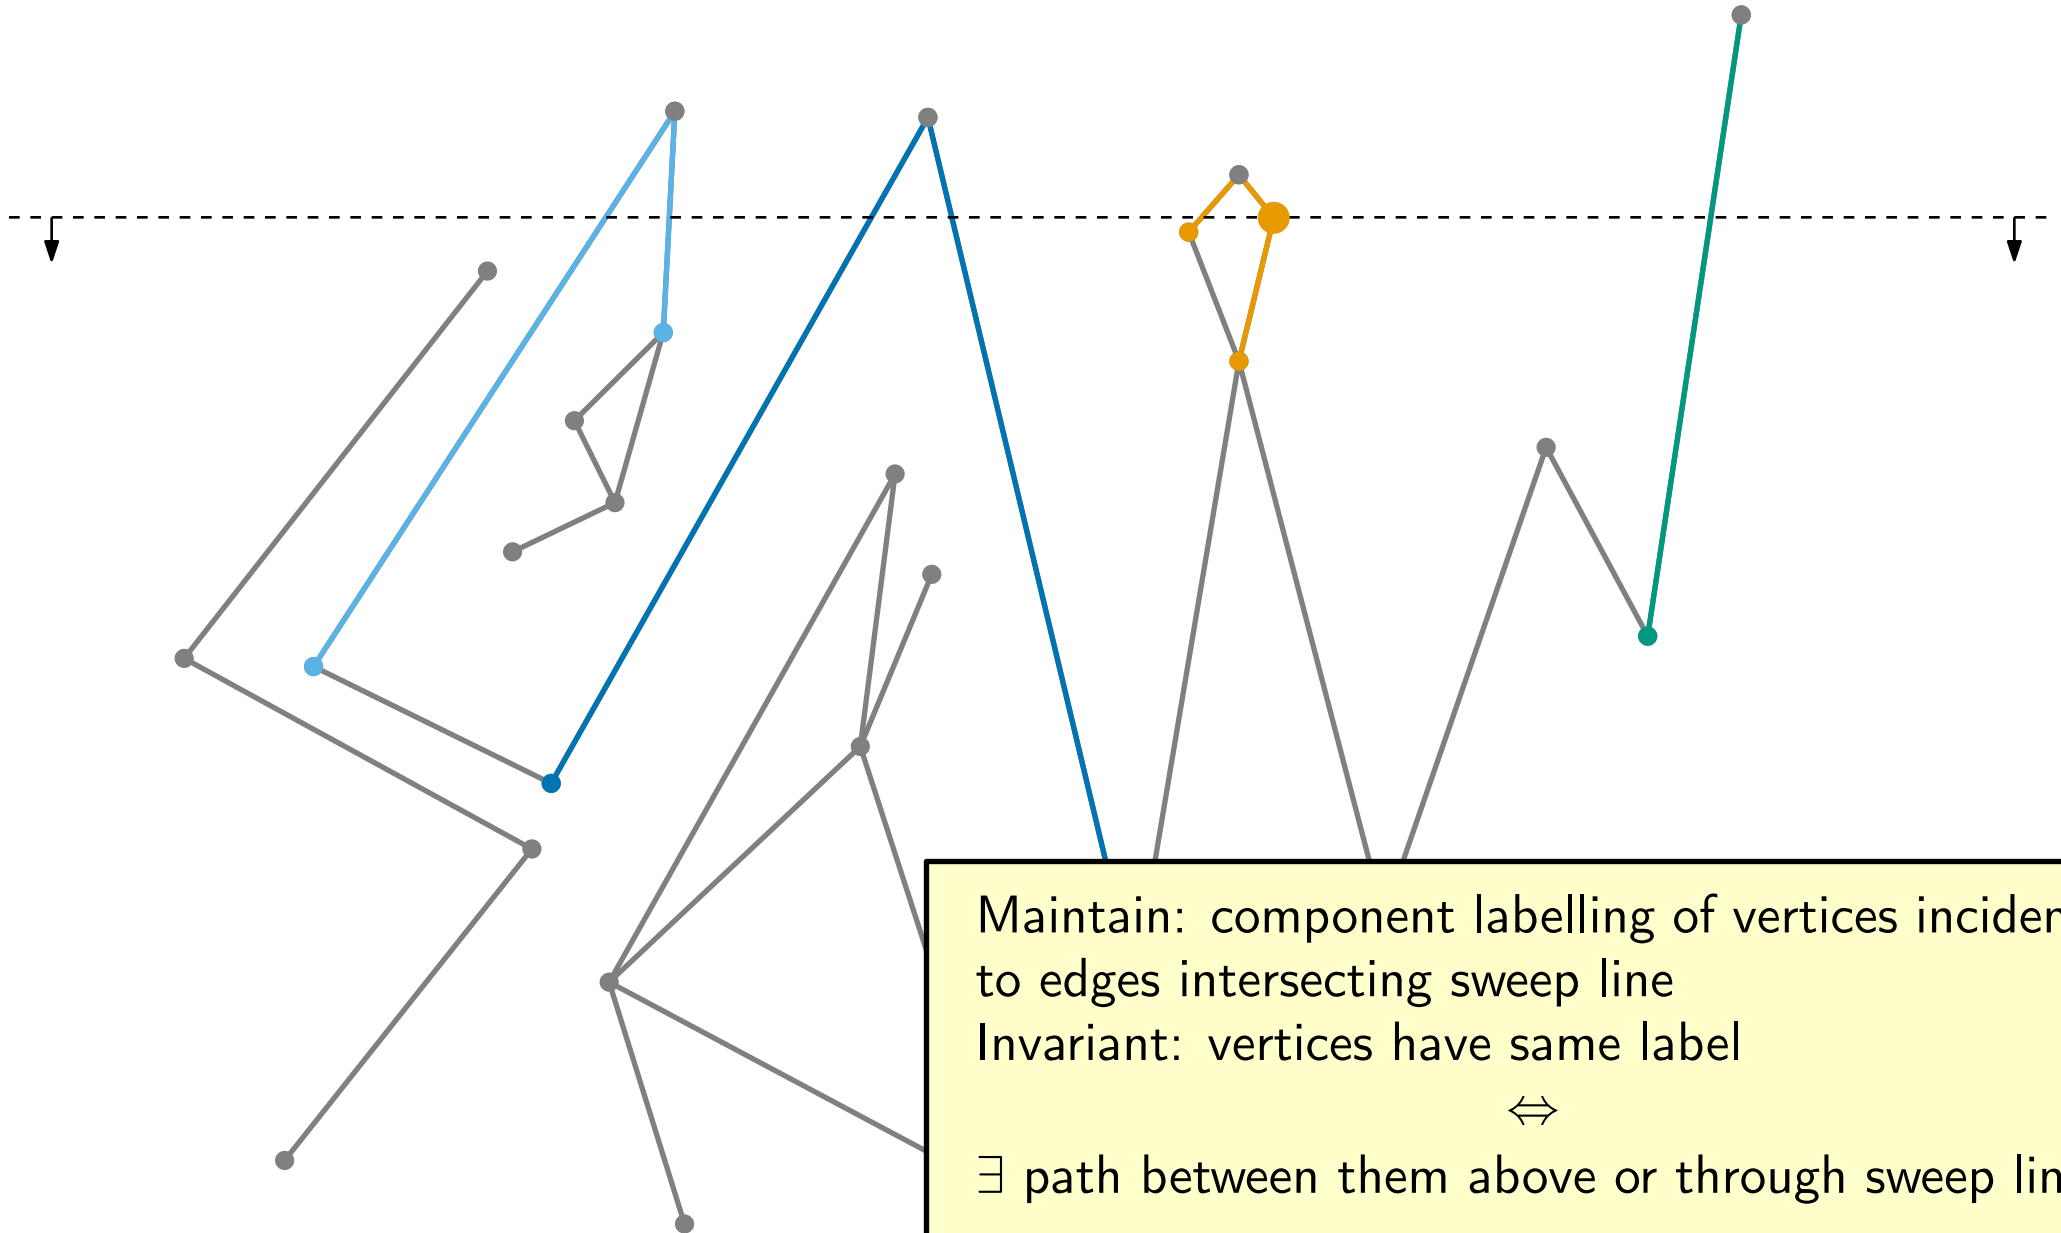 Maintain: component labelling of vertices inciden
to edges intersecting sweep line
Invariant: vertices have same label
⇔
∃ path between them above or through sweep lin